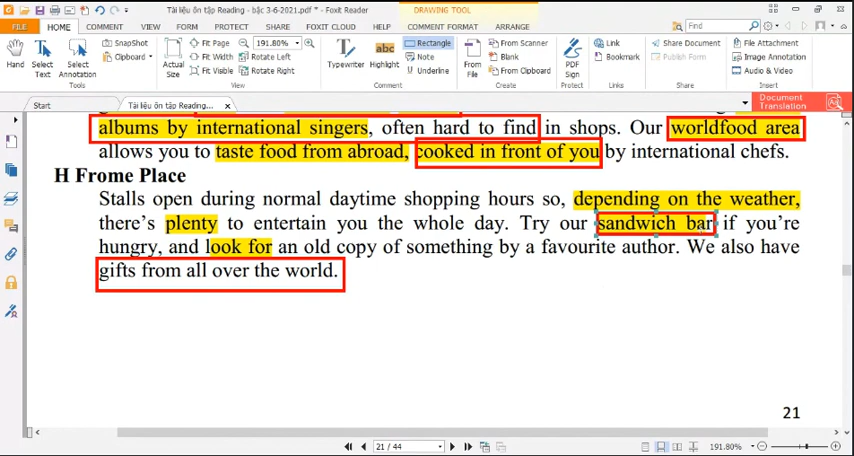 DRAWING TOOL
Tài liệu ôn tập Reading - bậc 3-6-2021.pdf * - Foxit Reader
FILE HOME COMMENT VIEW FORM PROTECT SHARE FOXIT CLOUD HELP COMMENT FORMAT ARRANGE Find
Hand
Select Text
Select Annotation
SnapShot
Clipboard
Tools
Actual Size
Fit Page
Fit Width
Fit Visible
191.80%
Rotate Left
Rotate Right
View
Typewriter
abc
Highlight
Rectangle
Note
Underline
Comment
From File
From Scanner
Blank
From Clipboard
Create
PDF Sign
Protect
Link
Bookmark
Links
Share Document
Via Email
Internet Form
Share
File Attachment
Image Annotation
Audio & Video
Insert
Start
Tài liệu ôn tập Reading...
Document Translation
albums by international singers, often hard to find in shops. Our worldfood area
allows you to taste food from abroad, cooked in front of you by international chefs.
H Frome Place
Stalls open during normal daytime shopping hours so, depending on the weather,
there's plenty to entertain you the whole day. Try our sandwich bar if you're
hungry, and look for an old copy of something by a favourite author. We also have
gifts from all over the world.
21
21 / 44
191.80%